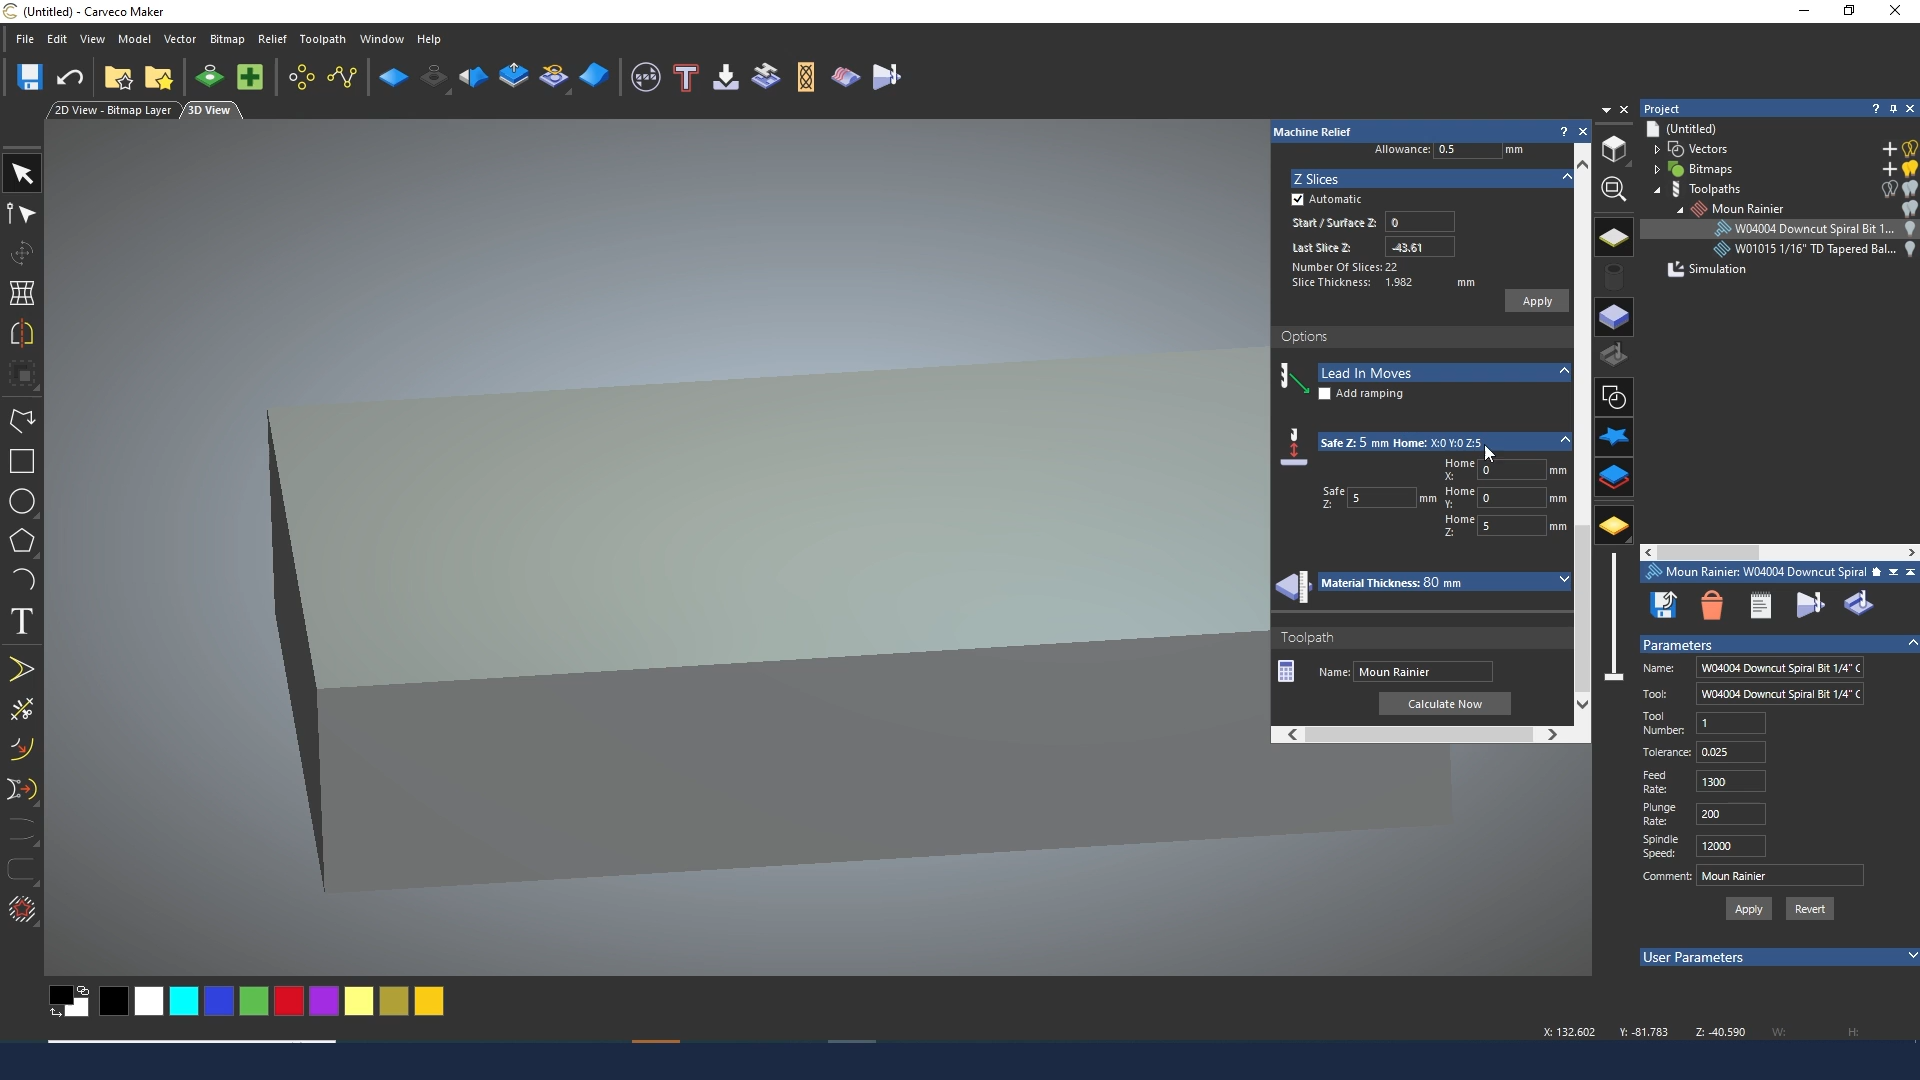 (Untitled) - Carveco Maker
File Edit View Model Vector Bitmap Relief Toolpath Window Help
2D View - Bitmap Layer 3D View
Machine Relief
Allowance: 0.5 mm
Z Slices
Automatic
Start / Surface Z: 0
Last Slice Z: -43.61
Number Of Slices: 22
Slice Thickness: 1.982 mm
Apply
Options
Lead In Moves
Add ramping
Safe Z: 5 mm Home: X:0 Y:0 Z:5
Home X: 0 mm
Safe Z: 5 mm Home Y: 0 mm
Home Z: 5 mm
Material Thickness: 80 mm
Toolpath
Name: Moun Rainier
Calculate Now
Project
(Untitled)
Vectors
Bitmaps
Toolpaths
Moun Rainier
W04004 Downcut Spiral Bit 1...
W01015 1/16" TD Tapered Bal...
Simulation
Moun Rainier: W04004 Downcut Spiral
Parameters
Name: W04004 Downcut Spiral Bit 1/4" C
Tool: W04004 Downcut Spiral Bit 1/4" C
Tool Number: 1
Tolerance: 0.025
Feed Rate: 1300
Plunge Rate: 200
Spindle Speed: 12000
Comment: Moun Rainier
Apply Revert
User Parameters
X: 132.602 Y: -81.783 Z: -40.590 W: H: